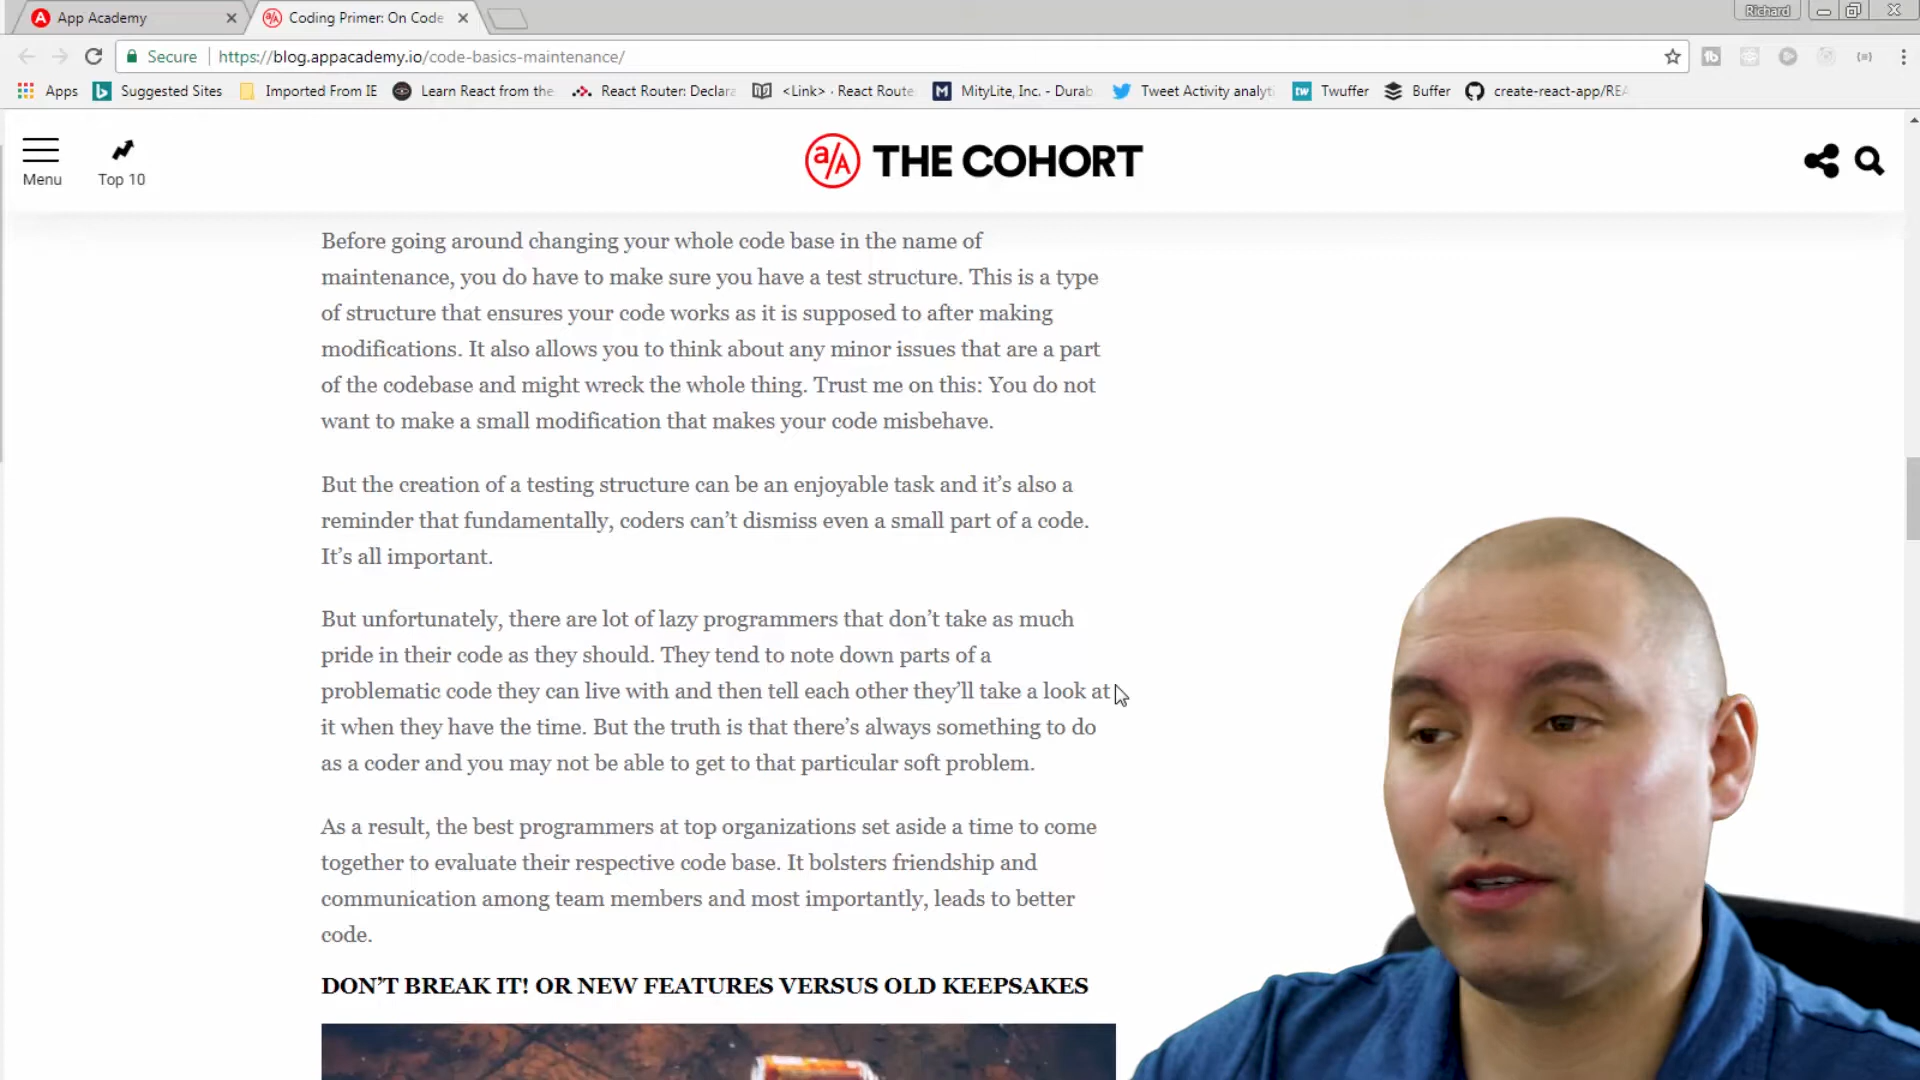 App Academy
Coding Primer: On Code
Richard
Secure
https://blog.appacademy.io/code-basics-maintenance/
Apps
Suggested Sites
Imported From IE
Learn React from the
React Router: Declara
<Link> · React Route
MityLite, Inc. - Durab
Tweet Activity analyt
Twuffer
Buffer
create-react-app/REA
Menu
Top 10
a/A THE COHORT
Before going around changing your whole code base in the name of
maintenance, you do have to make sure you have a test structure. This is a type
of structure that ensures your code works as it is supposed to after making
modifications. It also allows you to think about any minor issues that are a part
of the codebase and might wreck the whole thing. Trust me on this: You do not
want to make a small modification that makes your code misbehave.
But the creation of a testing structure can be an enjoyable task and it’s also a
reminder that fundamentally, coders can’t dismiss even a small part of a code.
It’s all important.
But unfortunately, there are lot of lazy programmers that don’t take as much
pride in their code as they should. They tend to note down parts of a
problematic code they can live with and then tell each other they’ll take a look at
it when they have the time. But the truth is that there’s always something to do
as a coder and you may not be able to get to that particular soft problem.
As a result, the best programmers at top organizations set aside a time to come
together to evaluate their respective code base. It bolsters friendship and
communication among team members and most importantly, leads to better
code.
DON’T BREAK IT! OR NEW FEATURES VERSUS OLD KEEPSAKES